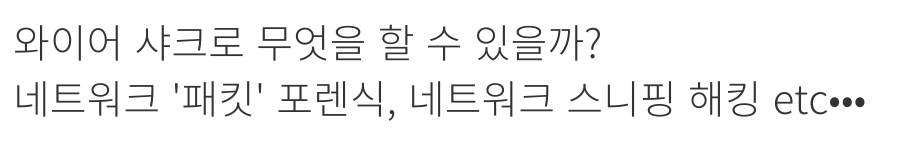 와이어 샤크로 무엇을 할 수 있을까?
네트워크 '패킷' 포렌식, 네트워크 스니핑 해킹 etc•••